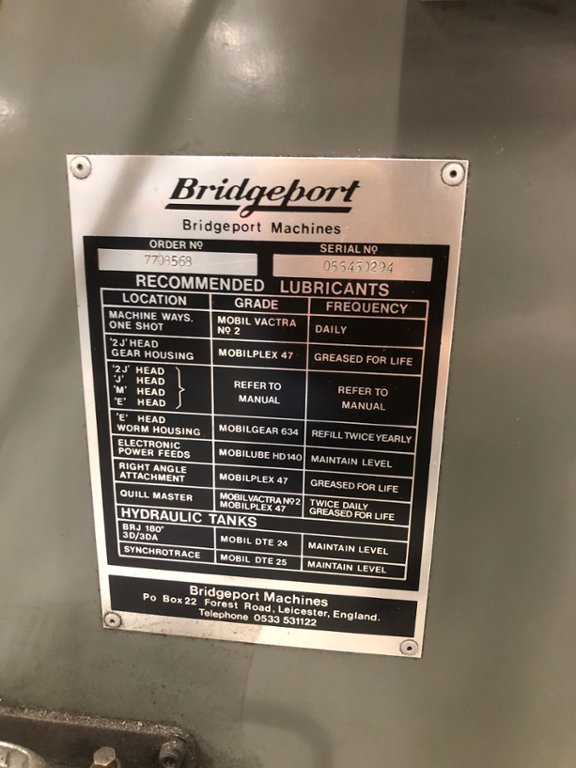 Bridgeport
Bridgeport Machines
ORDER Nº SERIAL Nº
7708568
RECOMMENDED LUBRICANTS
LOCATION GRADE FREQUENCY
MACHINE WAYS. ONE SHOT MOBIL VACTRA Nº 2 DAILY
'2J' HEAD GEAR HOUSING MOBILPLEX 47 GREASED FOR LIFE
'2J' HEAD
'J' HEAD
'M' HEAD
'E' HEAD
REFER TO MANUAL REFER TO MANUAL
'E' HEAD WORM HOUSING MOBILGEAR 634 REFILL TWICE YEARLY
ELECTRONIC POWER FEEDS MOBILUBE HD 140 MAINTAIN LEVEL
RIGHT ANGLE ATTACHMENT MOBILPLEX 47 GREASED FOR LIFE
QUILL MASTER MOBIL VACTRA Nº 2 MOBILPLEX 47 TWICE DAILY GREASED FOR LIFE
HYDRAULIC TANKS
BRJ 180° 3D/3DA MOBIL DTE 24 MAINTAIN LEVEL
SYNCHROTRACE MOBIL DTE 25 MAINTAIN LEVEL
Bridgeport Machines
Po Box 22 Forest Road, Leicester, England.
Telephone 0533 531122